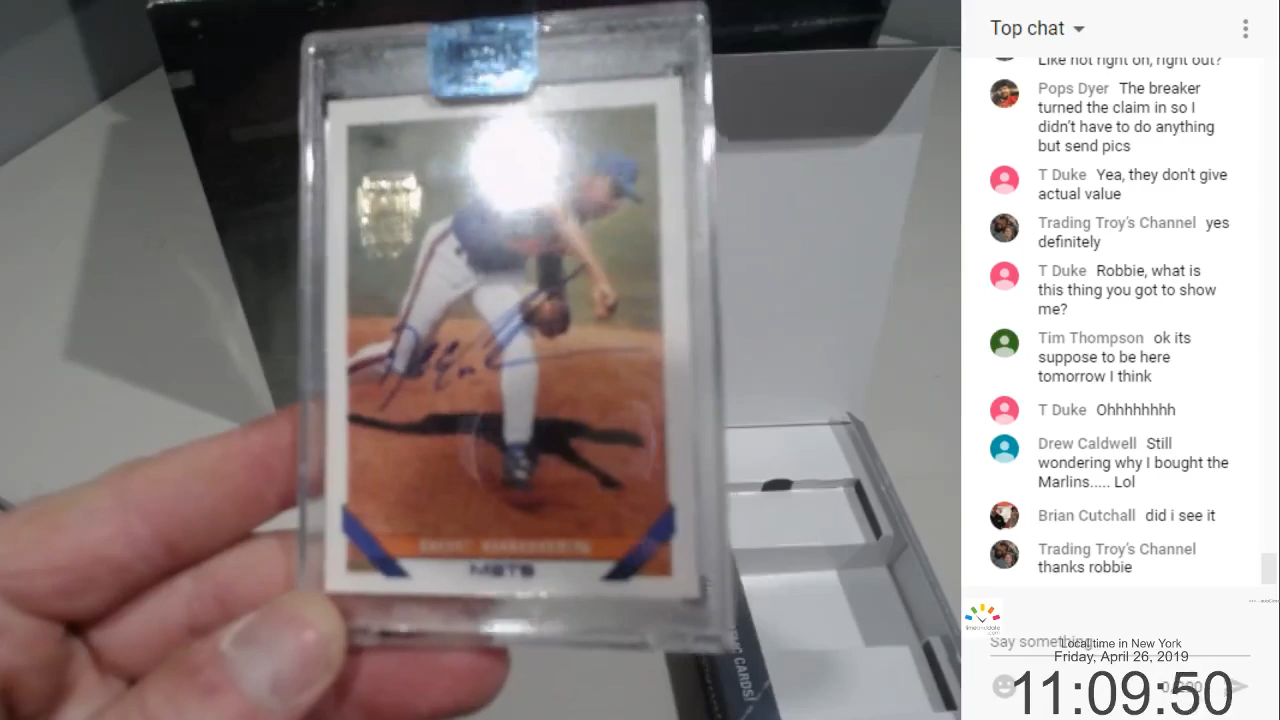 METS
C CARDS!
Top chat
Like not right on, right out?
Pops Dyer The breaker
turned the claim in so I
didn't have to do anything
but send pics
T Duke Yea, they don't give
actual value
Trading Troy's Channel yes
definitely
T Duke Robbie, what is
this thing you got to show
me?
Tim Thompson ok its
suppose to be here
tomorrow I think
T Duke Ohhhhhhhh
Drew Caldwell Still
wondering why I bought the
Marlins..... Lol
Brian Cutchall did i see it
Trading Troy's Channel
thanks robbie
Say something...
Local time in New York
Friday, April 26, 2019
11:09:50